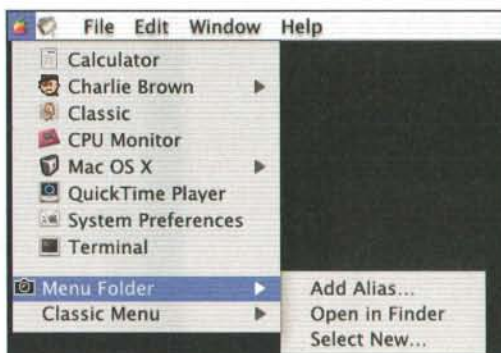 File Edit Window Help
Calculator
Charlie Brown
Classic
CPU Monitor
Mac OS X
QuickTime Player
System Preferences
Terminal
Menu Folder
Classic Menu
Add Alias...
Open in Finder
Select New...